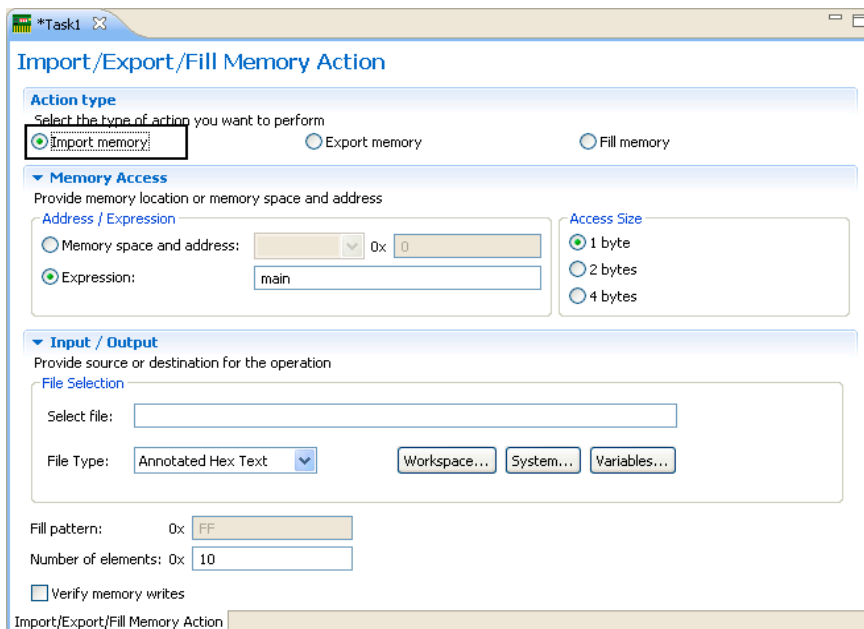 *Task1
Import/Export/Fill Memory Action
Action type
Select the type of action you want to perform
Import memory Export memory Fill memory
Memory Access
Provide memory location or memory space and address
Address / Expression Access Size
Memory space and address: 0x 0 1 byte
Expression: main 2 bytes
4 bytes
Input / Output
Provide source or destination for the operation
File Selection
Select file:
File Type: Annotated Hex Text Workspace... System... Variables...
Fill pattern: 0x FF
Number of elements: 0x 10
Verify memory writes
Import/Export/Fill Memory Action